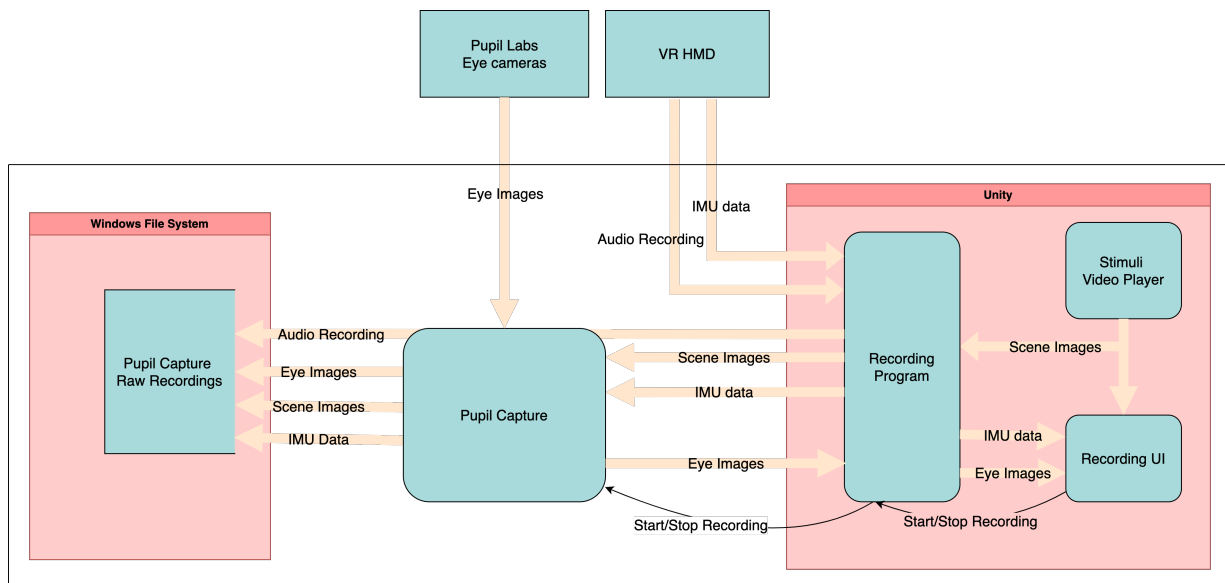 Pupil Labs
Eye cameras
VR HMD
Eye Images
IMU data
Audio Recording
Windows File System
Unity
Stimuli
Video Player
Audio Recording
Eye Images
Scene Images
IMU Data
Pupil Capture
Raw Recordings
Pupil Capture
Scene Images
IMU data
Eye Images
Recording
Program
Scene Images
IMU data
Eye Images
Recording UI
Start/Stop Recording
Start/Stop Recording